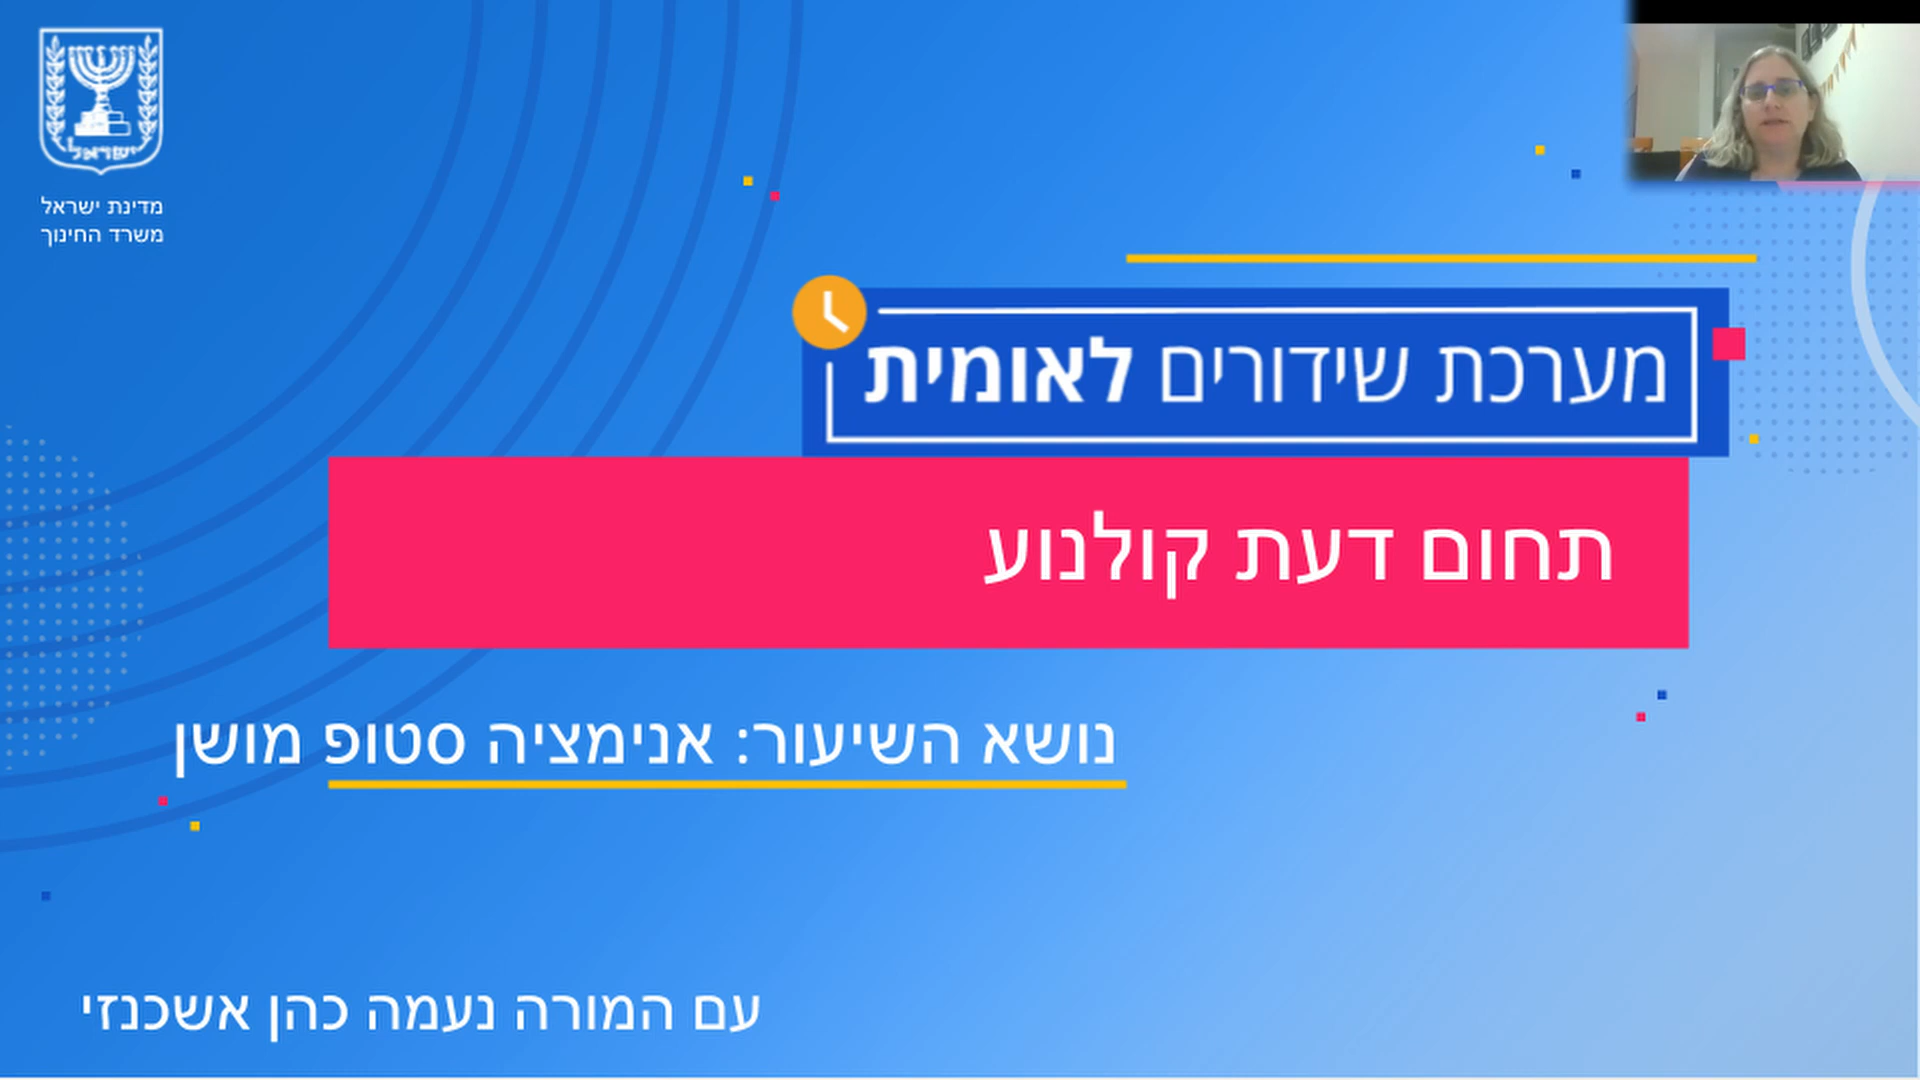 ישראל
מדינת ישראל
משרד החינוך
מערכת שידורים לאומית
תחום דעת קולנוע
נושא השיעור: אנימציה סטופ מושן
עם המורה נעמה כהן אשכנזי